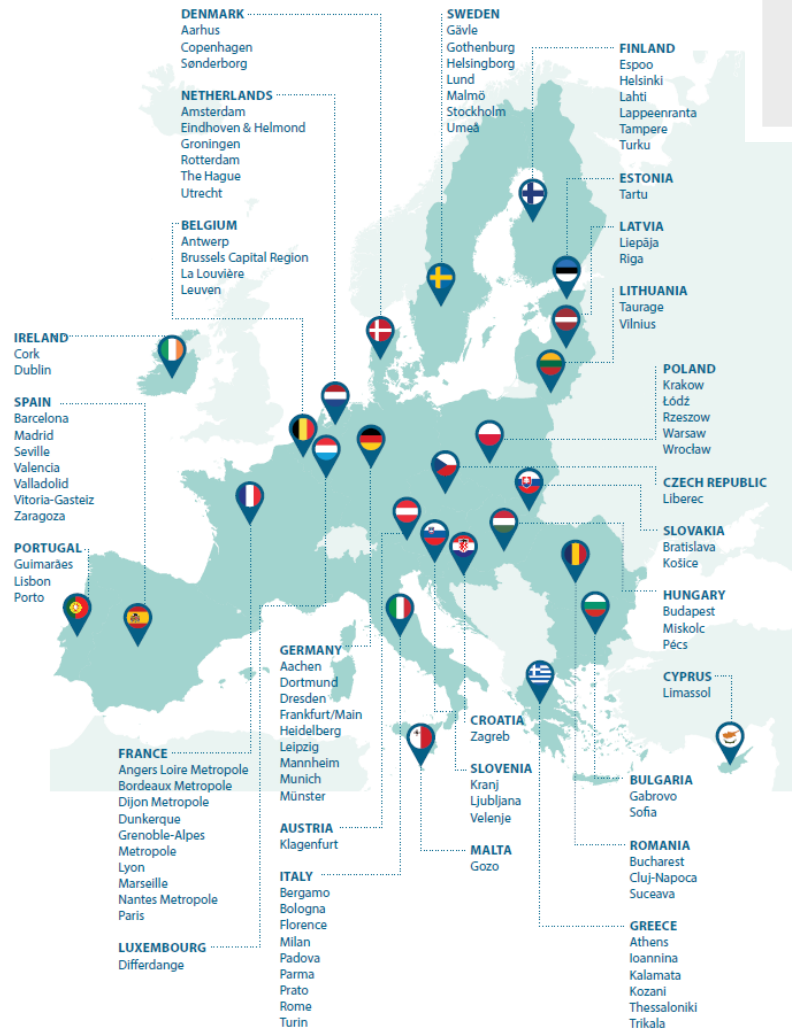 DENMARK
Aarhus
Copenhagen
Sønderborg
NETHERLANDS
Amsterdam
Eindhoven & Helmond
Groningen
Rotterdam
The Hague
Utrecht
BELGIUM
Antwerp
Brussels Capital Region
La Louvière
Leuven
IRELAND
Cork
Dublin
SPAIN
Barcelona
Madrid
Seville
Valencia
Valladolid
Vitoria-Gasteiz
Zaragoza
PORTUGAL
Guimarães
Lisbon
Porto
SWEDEN
Gävle
Gothenburg
Helsingborg
Lund
Malmö
Stockholm
Umeå
FINLAND
Espoo
Helsinki
Lahti
Lappeenranta
Tampere
Turku
ESTONIA
Tartu
LATVIA
Liepāja
Riga
LITHUANIA
Taurage
Vilnius
POLAND
Krakow
Łódź
Rzeszow
Warsaw
Wrocław
CZECH REPUBLIC
Liberec
SLOVAKIA
Bratislava
Košice
HUNGARY
Budapest
Miskolc
Pécs
CYPRUS
Limassol
FRANCE
Angers Loire Metropole
Bordeaux Metropole
Dijon Metropole
Dunkerque
Grenoble-Alpes
Metropole
Lyon
Marseille
Nantes Metropole
Paris
LUXEMBOURG
Differdange
GERMANY
Aachen
Dortmund
Dresden
Frankfurt/Main
Heidelberg
Leipzig
Mannheim
Munich
Münster
AUSTRIA
Klagenfurt
ITALY
Bergamo
Bologna
Florence
Milan
Padova
Parma
Prato
Rome
Turin
CROATIA
Zagreb
SLOVENIA
Kranj
Ljubljana
Velenje
MALTA
Gozo
BULGARIA
Gabrovo
Sofia
ROMANIA
Bucharest
Cluj-Napoca
Suceava
GREECE
Athens
Ioannina
Kalamata
Kozani
Thessaloniki
Trikala